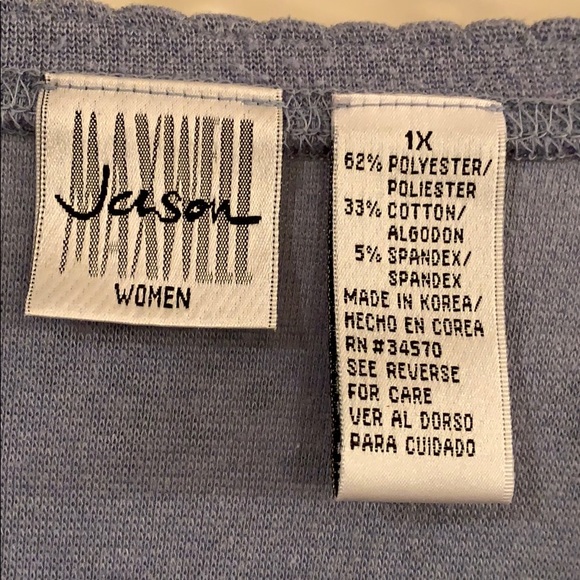 MAXWELL
Jason
WOMEN
1X
62% POLYESTER/
POLIESTER
33% COTTON/
ALGODON
5% SPANDEX/
SPANDEX
MADE IN KOREA/
HECHO EN COREA
RN #34570
SEE REVERSE
FOR CARE
VER AL DORSO
PARA CUIDADO